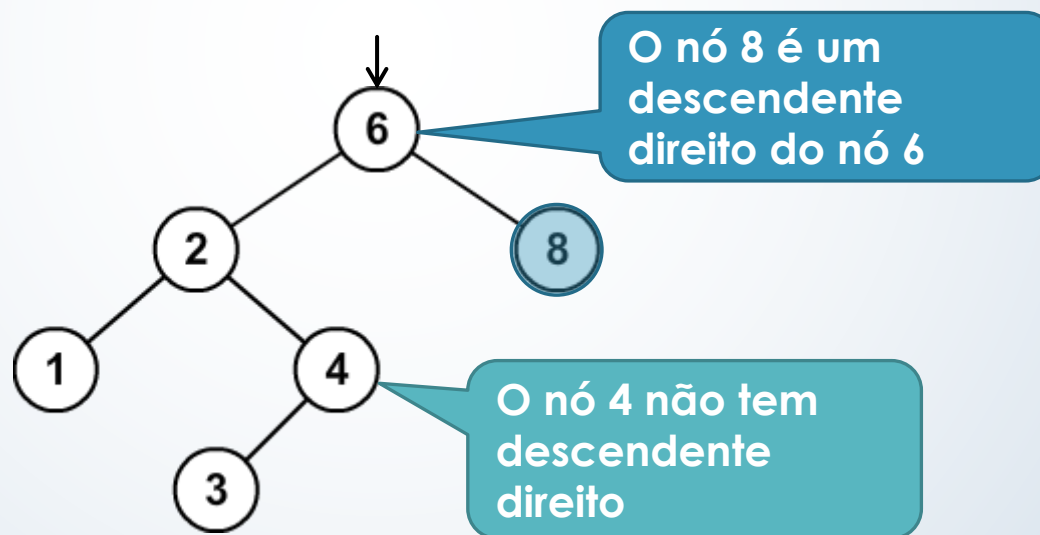 O nó 8 é um
descendente
direito do nó 6
6
2
8
1
4
O nó 4 não tem
descendente
direito
3